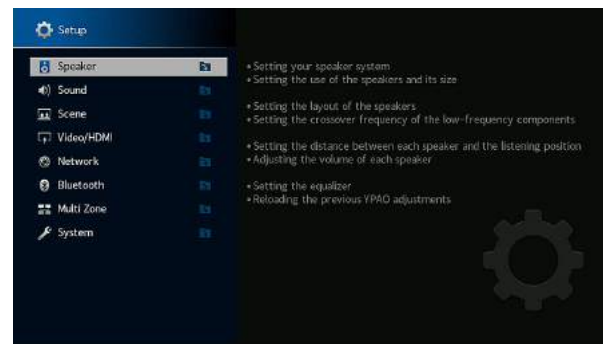 Setup
Speaker
Sound
Scene
Video/HDMI
Network
Bluetooth
Multi Zone
System
• Setting your speaker system
• Setting the use of the speakers and its size
• Setting the layout of the speakers
• Setting the crossover frequency of the low-frequency components
• Setting the distance between each speaker and the listening position
• Adjusting the volume of each speaker
• Setting the equalizer
• Reloading the previous YPAO adjustments